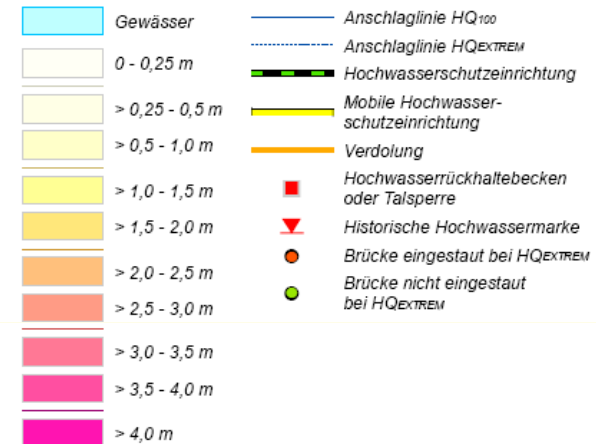 Gewässer
0 - 0,25 m
> 0,25 - 0,5 m
> 0,5 - 1,0 m
> 1,0 - 1,5 m
> 1,5 - 2,0 m
> 2,0 - 2,5 m
> 2,5 - 3,0 m
> 3,0 - 3,5 m
> 3,5 - 4,0 m
> 4,0 m
Anschlaglinie HQ100
Anschlaglinie HQEXTREM
Hochwasserschutzeinrichtung
Mobile Hochwasser-
schutzeinrichtung
Verdolung
Hochwasserrückhaltebecken
oder Talsperre
Historische Hochwassermarke
Brücke eingestaut bei HQEXTREM
Brücke nicht eingestaut
bei HQEXTREM